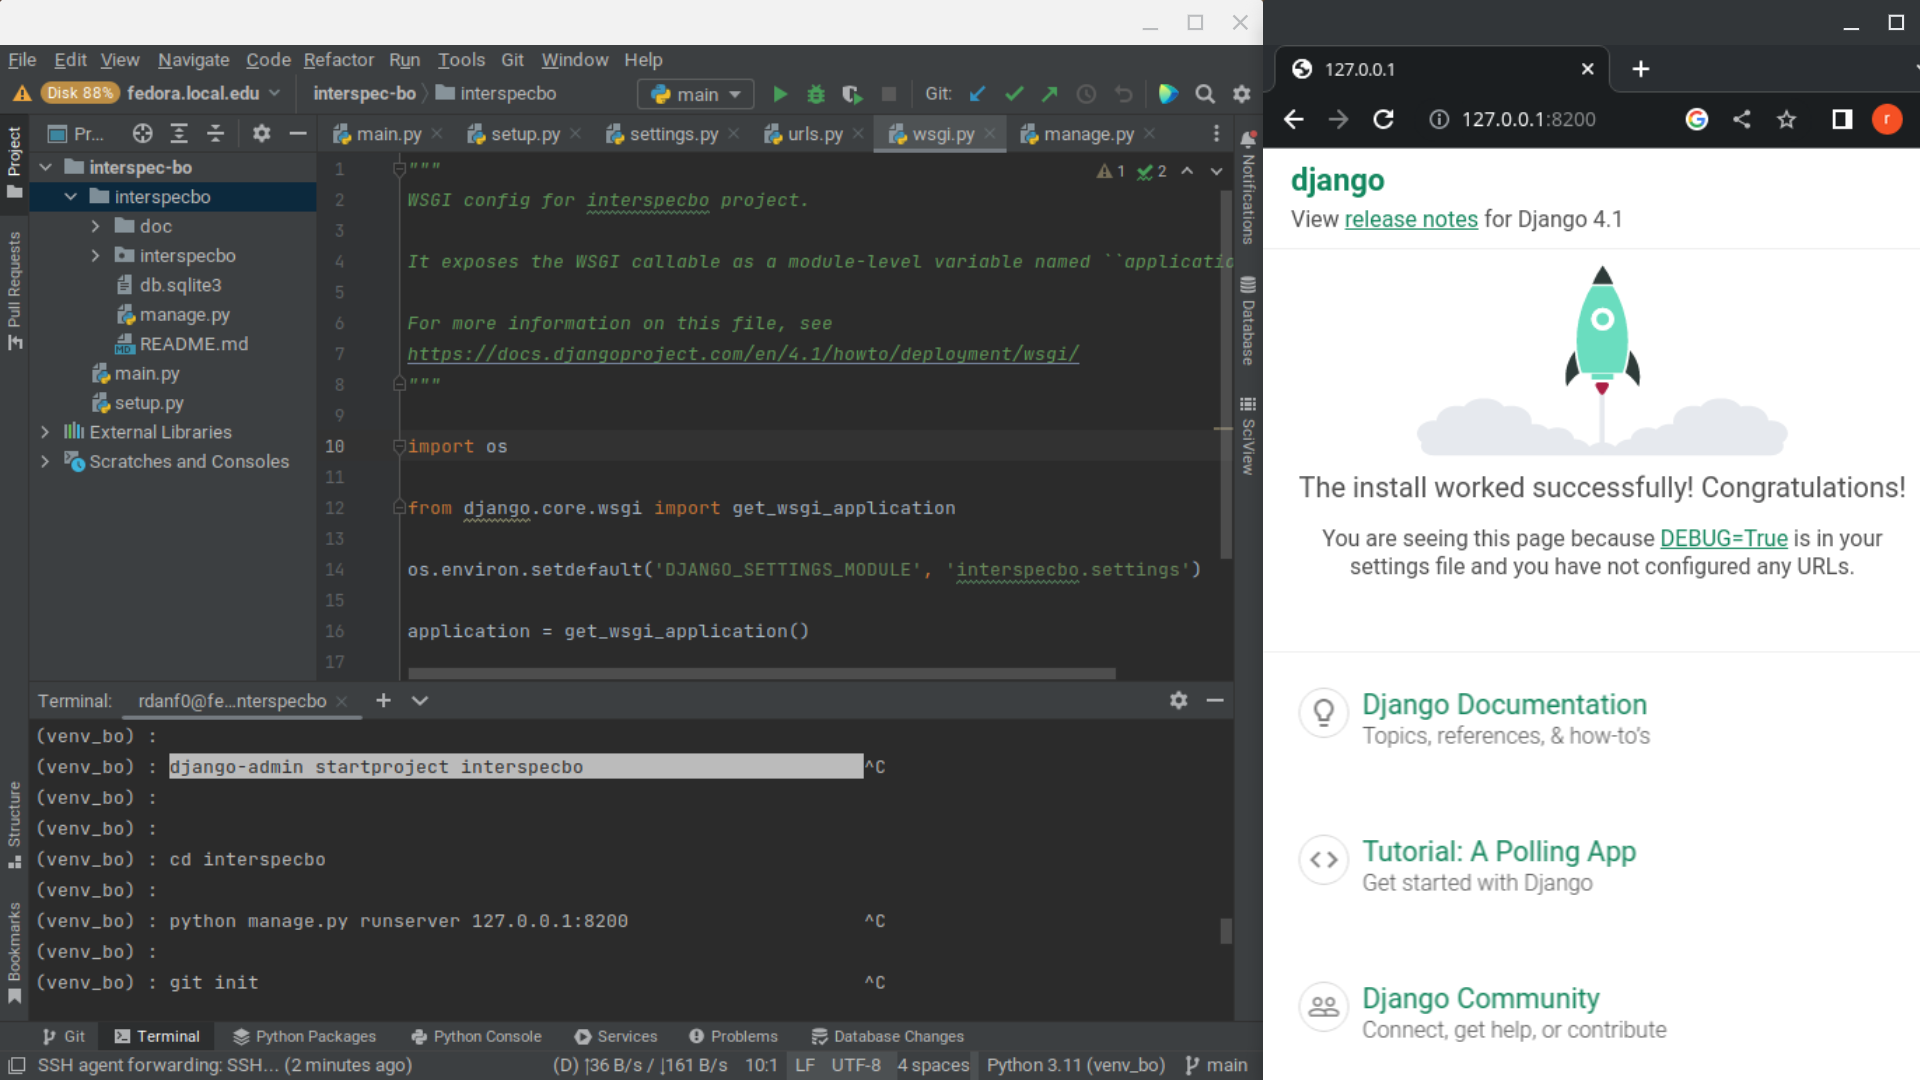 File Edit View Navigate Code Refactor Run Tools Git Window Help
Disk 88% fedora.local.edu interspec-bo interspecbo main Git:
Project
Pull Requests
Structure
Bookmarks
Pr...
interspec-bo
interspecbo
doc
interspecbo
db.sqlite3
manage.py
README.md
main.py
setup.py
External Libraries
Scratches and Consoles
main.py setup.py settings.py urls.py wsgi.py manage.py
1 """
2 WSGI config for interspecbo project.
3
4 It exposes the WSGI callable as a module-level variable named ``applicatio
5
6 For more information on this file, see
7 https://docs.djangoproject.com/en/4.1/howto/deployment/wsgi/
8 """
9
10 import os
11
12 from django.core.wsgi import get_wsgi_application
13
14 os.environ.setdefault('DJANGO_SETTINGS_MODULE', 'interspecbo.settings')
15
16 application = get_wsgi_application()
17
1 2
Notifications
Database
SciView
Terminal: rdanf0@fe...nterspecbo
(venv_bo) :
(venv_bo) : django-admin startproject interspecbo ^C
(venv_bo) :
(venv_bo) :
(venv_bo) : cd interspecbo
(venv_bo) :
(venv_bo) : python manage.py runserver 127.0.0.1:8200 ^C
(venv_bo) :
(venv_bo) : git init ^C
Git Terminal Python Packages Python Console Services Problems Database Changes
SSH agent forwarding: SSH... (2 minutes ago) (D) ↑36 B/s / ↓161 B/s 10:1 LF UTF-8 4 spaces Python 3.11 (venv_bo) main
127.0.0.1
127.0.0.1:8200
r
django
View release notes for Django 4.1
The install worked successfully! Congratulations!
You are seeing this page because DEBUG=True is in your
settings file and you have not configured any URLs.
Django Documentation
Topics, references, & how-to's
Tutorial: A Polling App
Get started with Django
Django Community
Connect, get help, or contribute